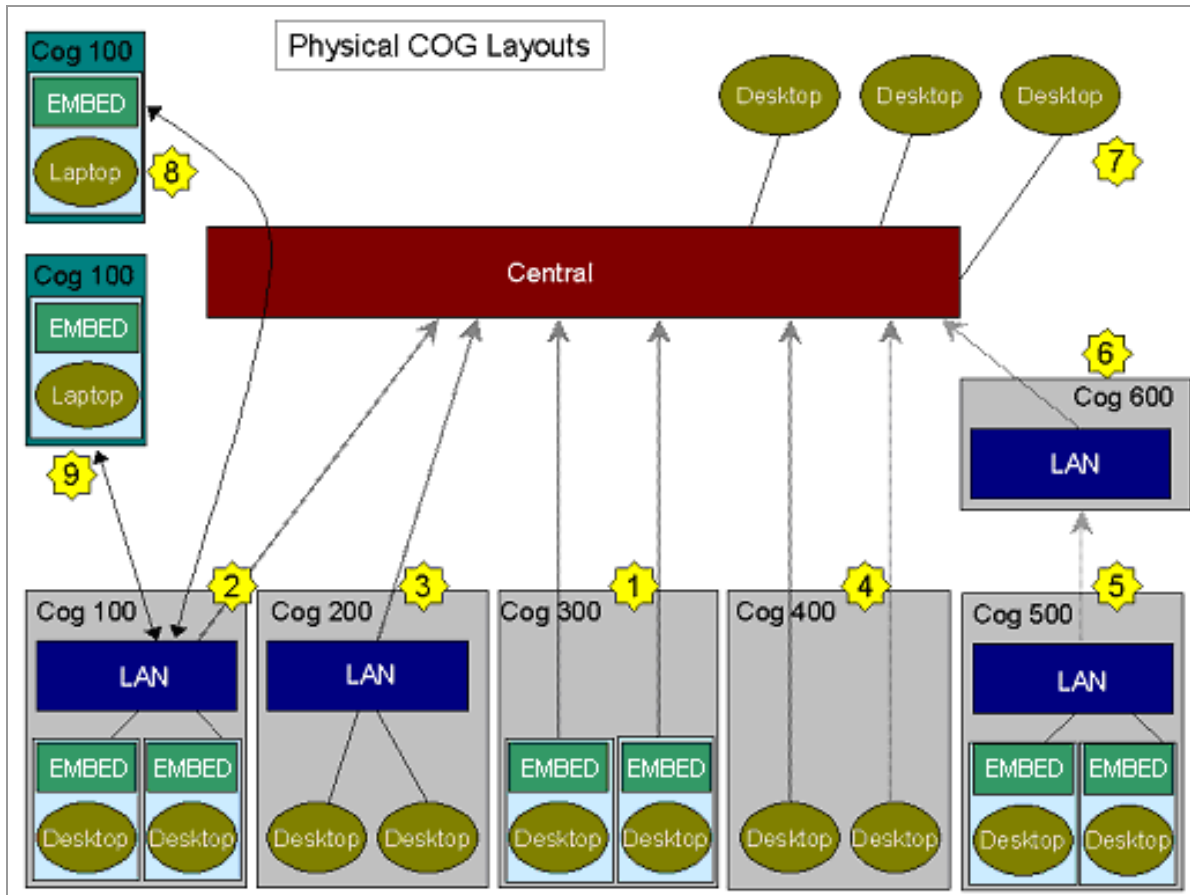 Physical COG Layouts
Cog 100
EMBED
Laptop
8
Desktop
Desktop
Desktop
7
Central
Cog 100
EMBED
Laptop
9
6
Cog 600
LAN
2
Cog 100
LAN
EMBED
EMBED
Desktop
Desktop
3
Cog 200
LAN
Desktop
Desktop
1
Cog 300
EMBED
EMBED
Desktop
Desktop
4
Cog 400
Desktop
Desktop
5
Cog 500
LAN
EMBED
EMBED
Desktop
Desktop